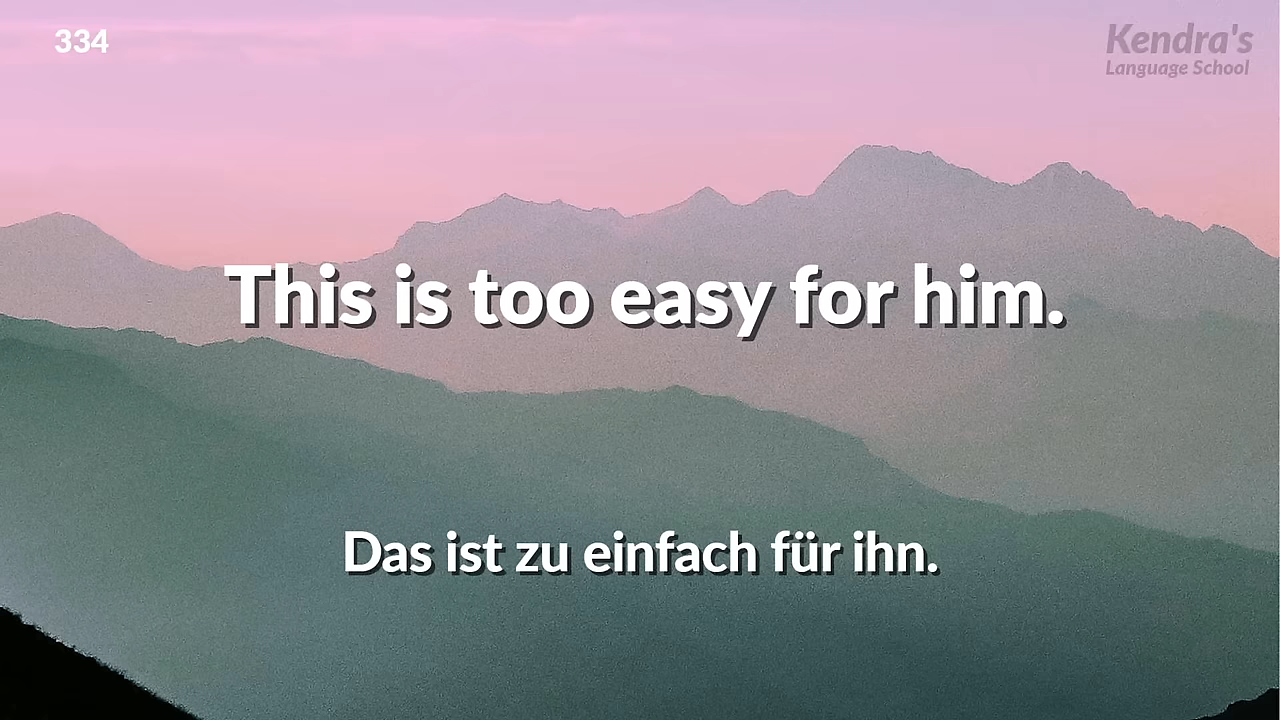 334
Kendra's
Language School
This is too easy for him.
Das ist zu einfach für ihn.